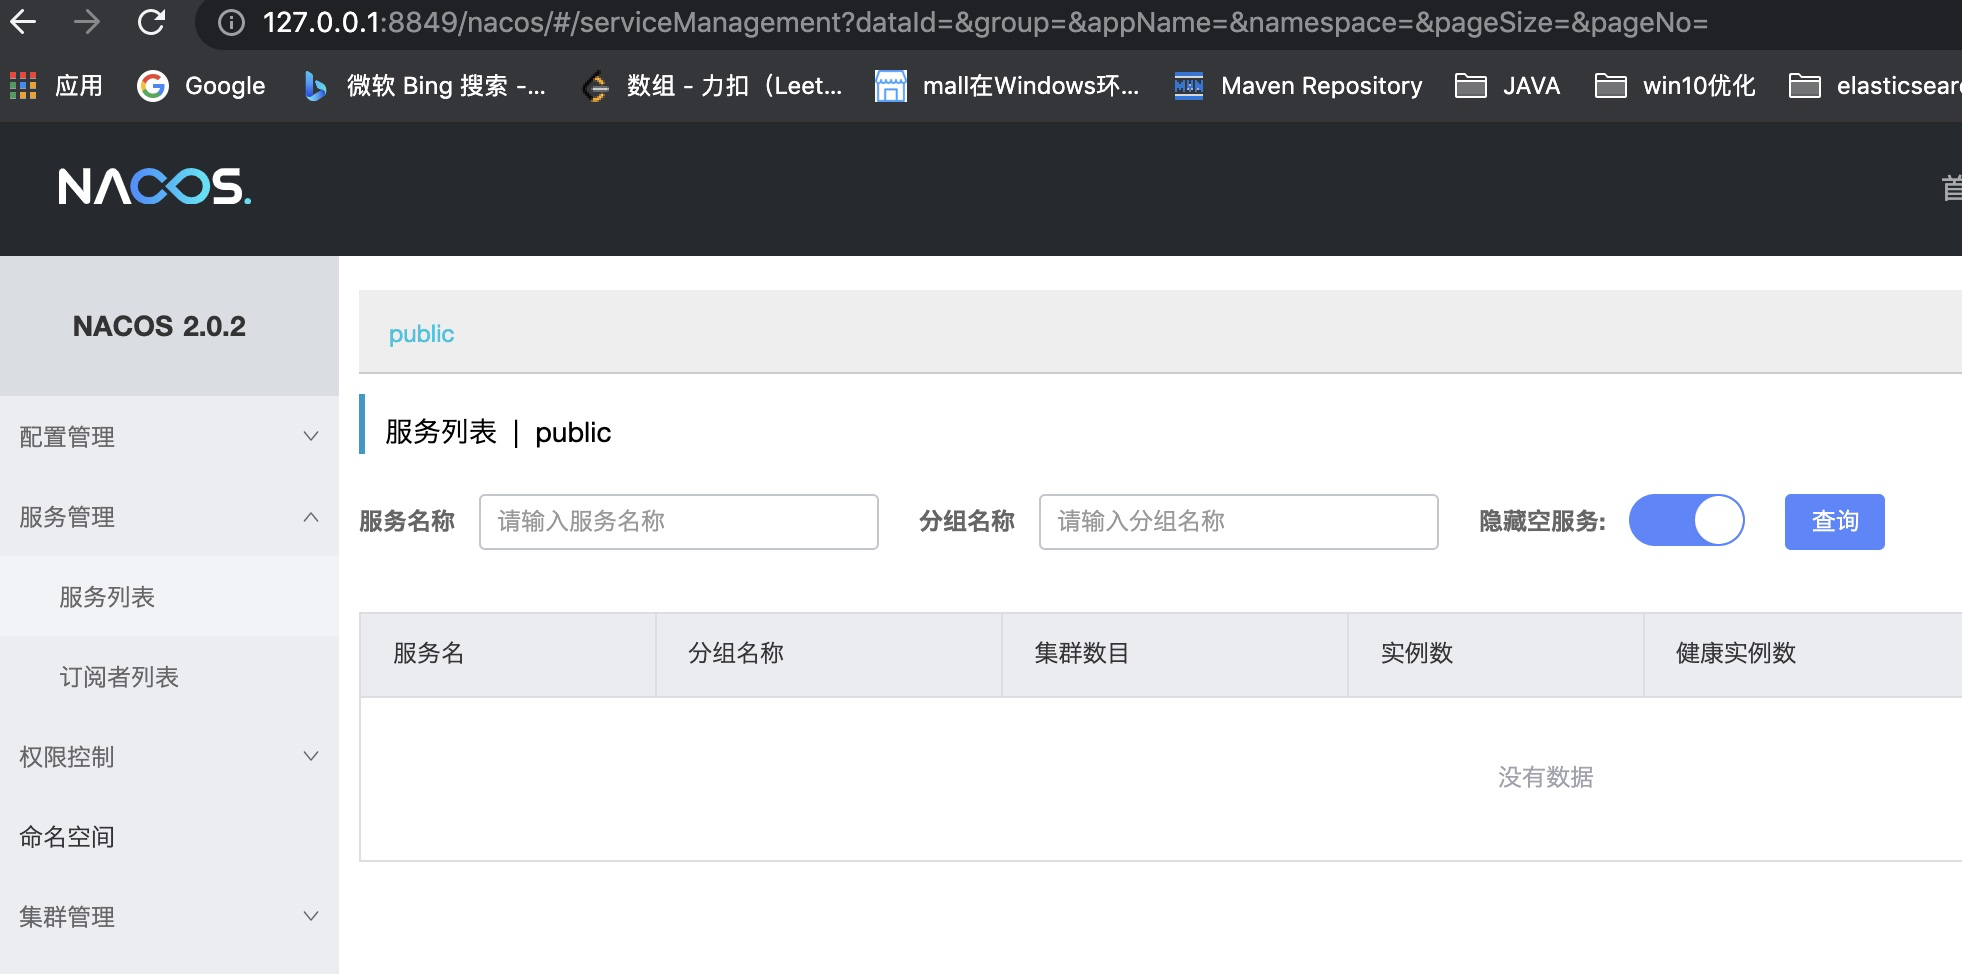 127.0.0.1:8849/nacos/#/serviceManagement?dataId=&group=&appName=&namespace=&pageSize=&pageNo=
应用 Google 微软 Bing 搜索 -... 数组 - 力扣（Leet... mall在Windows环... Maven Repository JAVA win10优化 elasticsear
NACOS.
首
NACOS 2.0.2
配置管理
服务管理
服务列表
订阅者列表
权限控制
命名空间
集群管理
public
服务列表 | public
服务名称 请输入服务名称 分组名称 请输入分组名称 隐藏空服务: 查询
服务名 分组名称 集群数目 实例数 健康实例数
没有数据